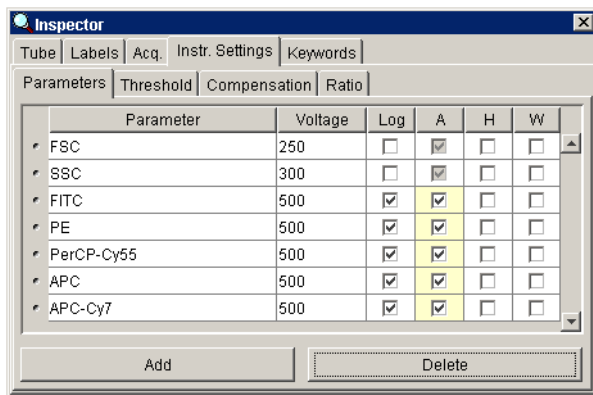 Inspector
Tube Labels Acq. Instr. Settings Keywords
Parameters Threshold Compensation Ratio
Parameter Voltage Log A H W
FSC 250
SSC 300
FITC 500
PE 500
PerCP-Cy55 500
APC 500
APC-Cy7 500
Add Delete